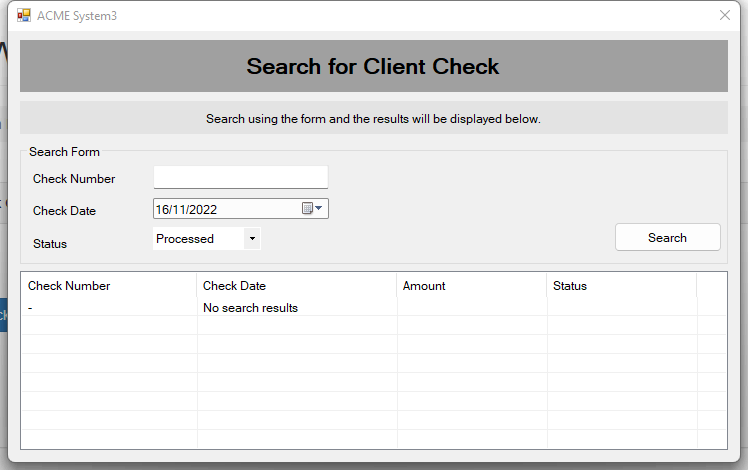 ACME System3
Search for Client Check
Search using the form and the results will be displayed below.
Search Form
Check Number
Check Date 16/11/2022
Status Processed
Search
Check Number Check Date Amount Status
- No search results